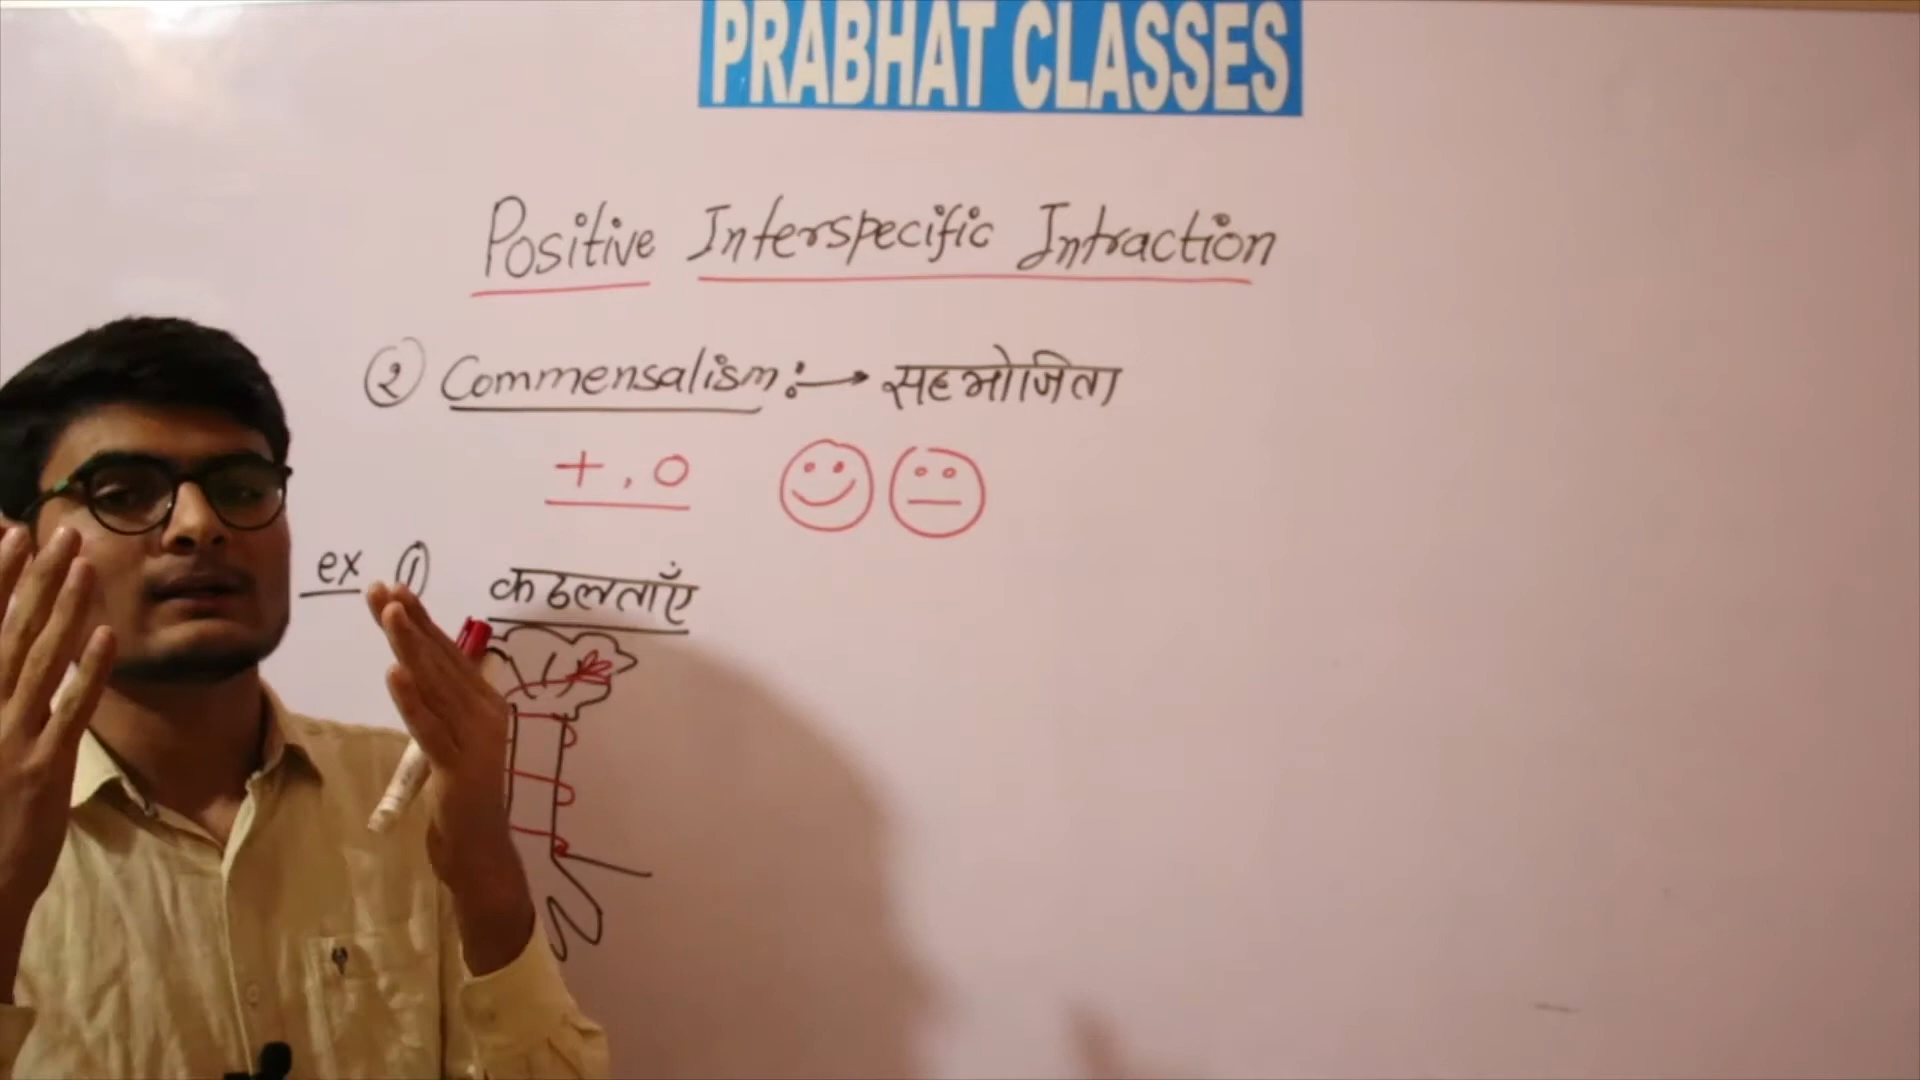 PRABHAT CLASSES
Positive Interspecific Intraction
② Commensalism :→ सहभोजिता
+ , 0
ex ① कठलताएँ